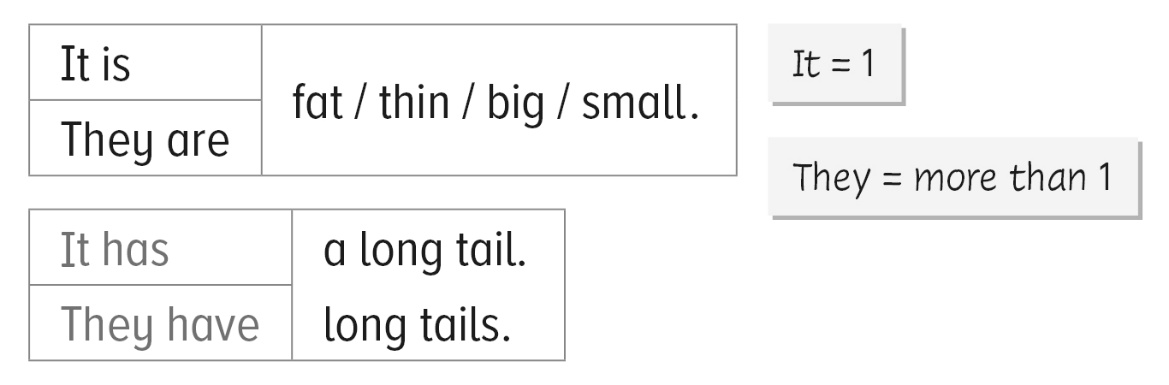 It is
They are
fat / thin / big / small.
It = 1
They = more than 1
It has
a long tail.
They have
long tails.